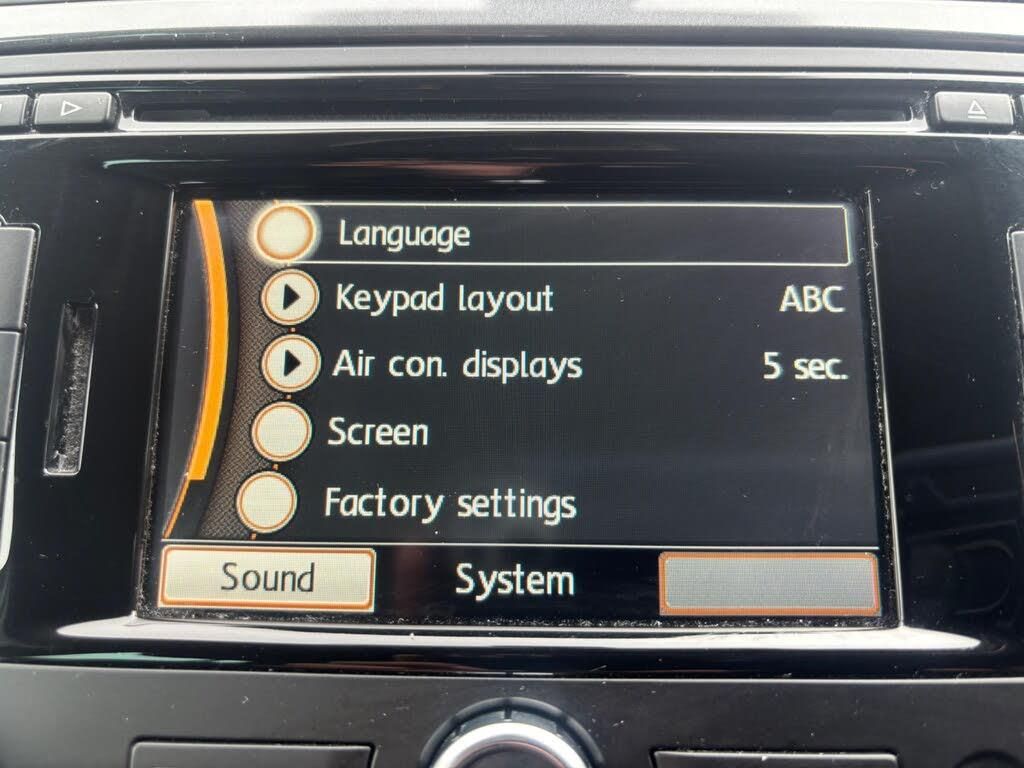 Language
Keypad layout ABC
Air con. displays 5 sec.
Screen
Factory settings
Sound System